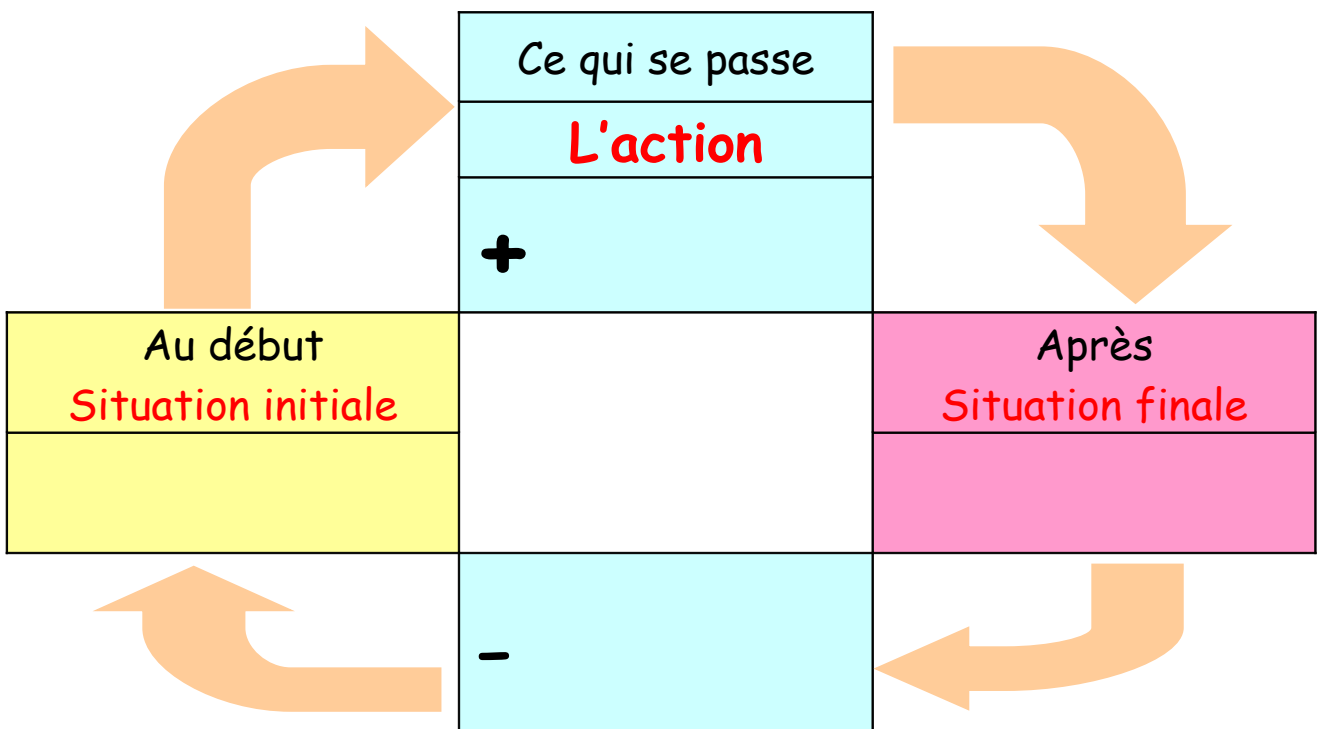 Ce qui se passe
L'action
+
Au début
Situation initiale
Après
Situation finale
-